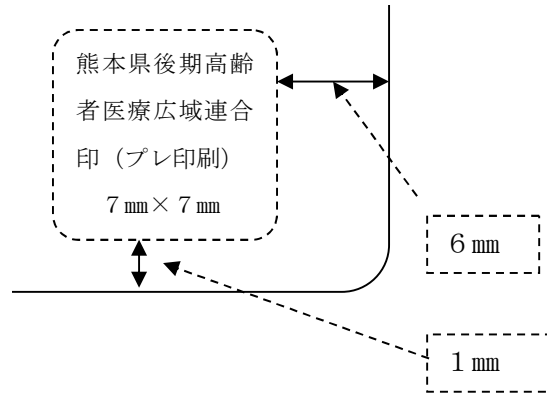 熊本県後期高齢
者医療広域連合
印（プレ印刷）
７㎜×７㎜
６㎜
１㎜